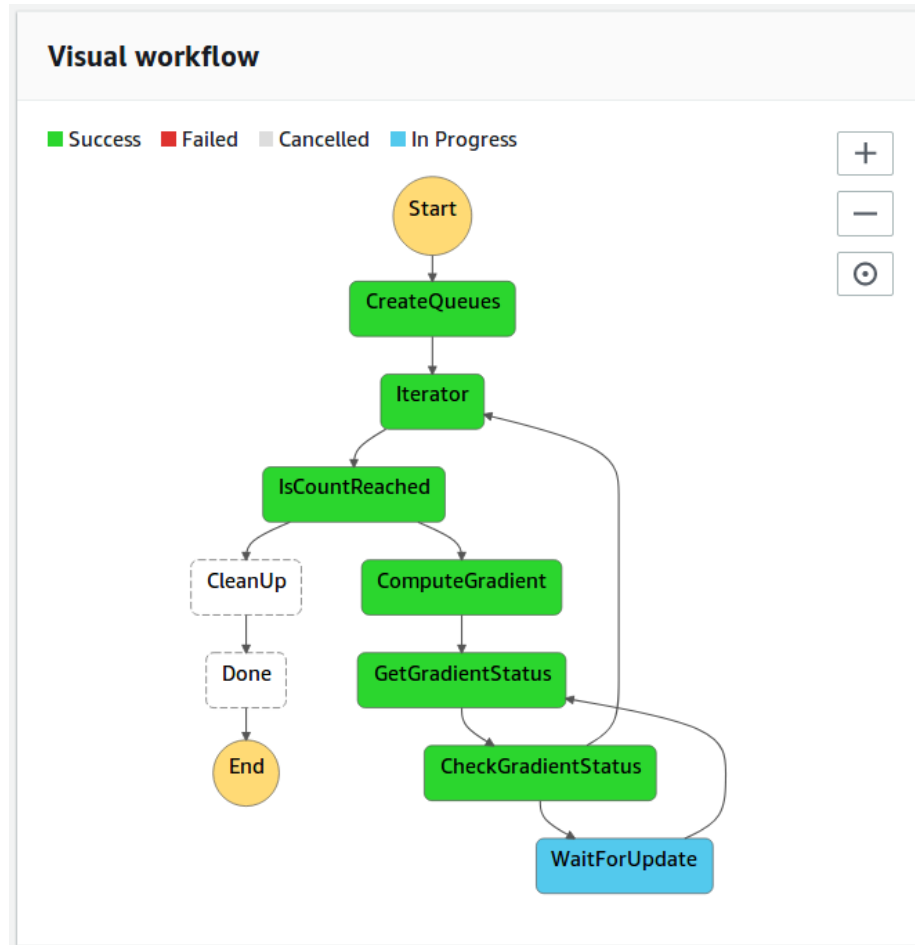 Visual workflow
Success Failed Cancelled In Progress
Start
CreateQueues
Iterator
IsCountReached
CleanUp ComputeGradient
Done GetGradientStatus
End CheckGradientStatus
WaitForUpdate